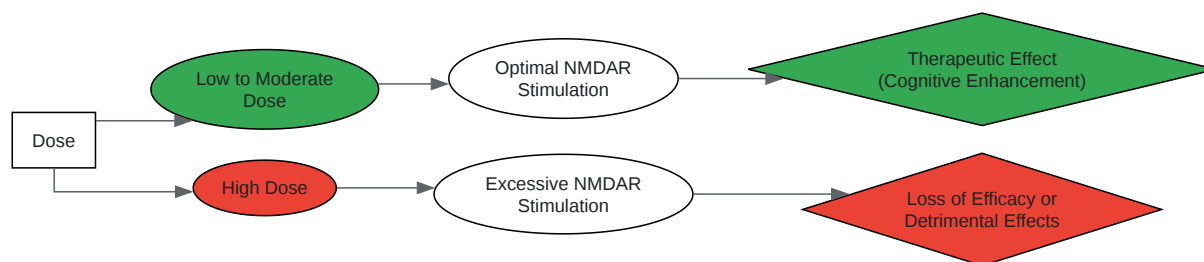 Dose
Low to Moderate
Dose
Optimal NMDAR
Stimulation
Therapeutic Effect
(Cognitive Enhancement)
High Dose
Excessive NMDAR
Stimulation
Loss of Efficacy or
Detrimental Effects